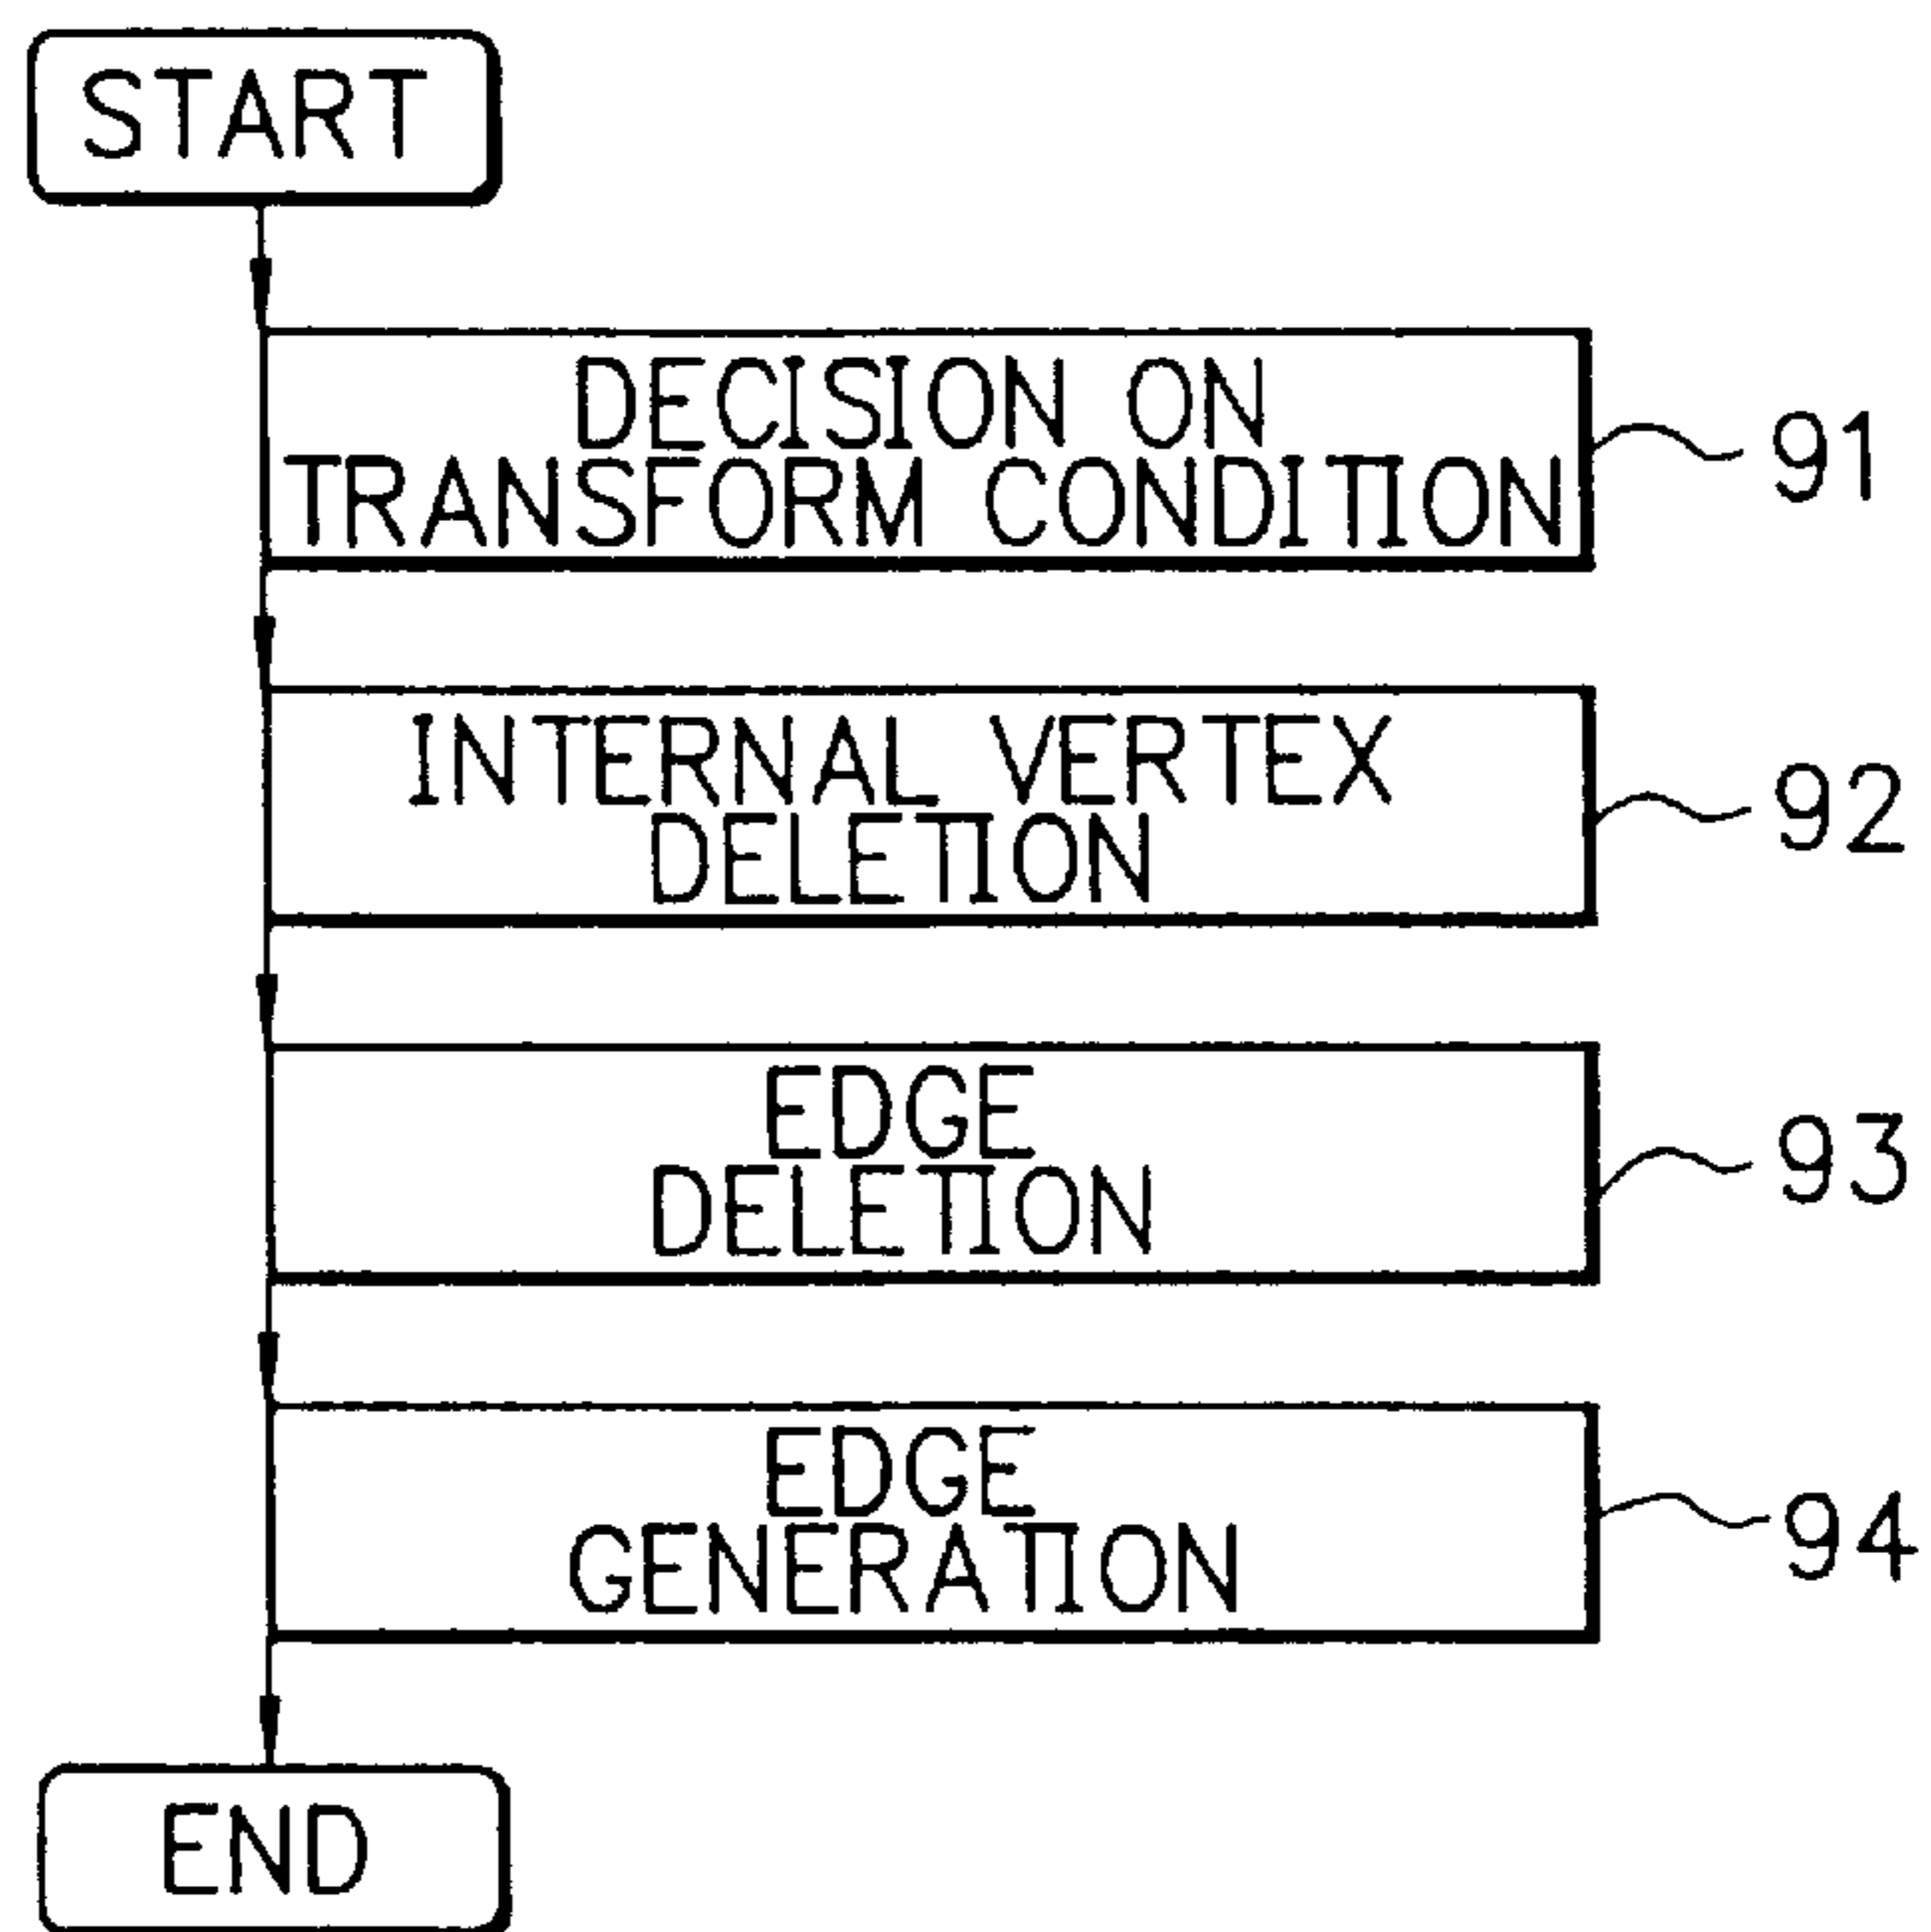 START
DECISION ON
TRANSFORM CONDITION
91
INTERNAL VERTEX
DELETION
92
EDGE
DELETION
93
EDGE
GENERATION
94
END